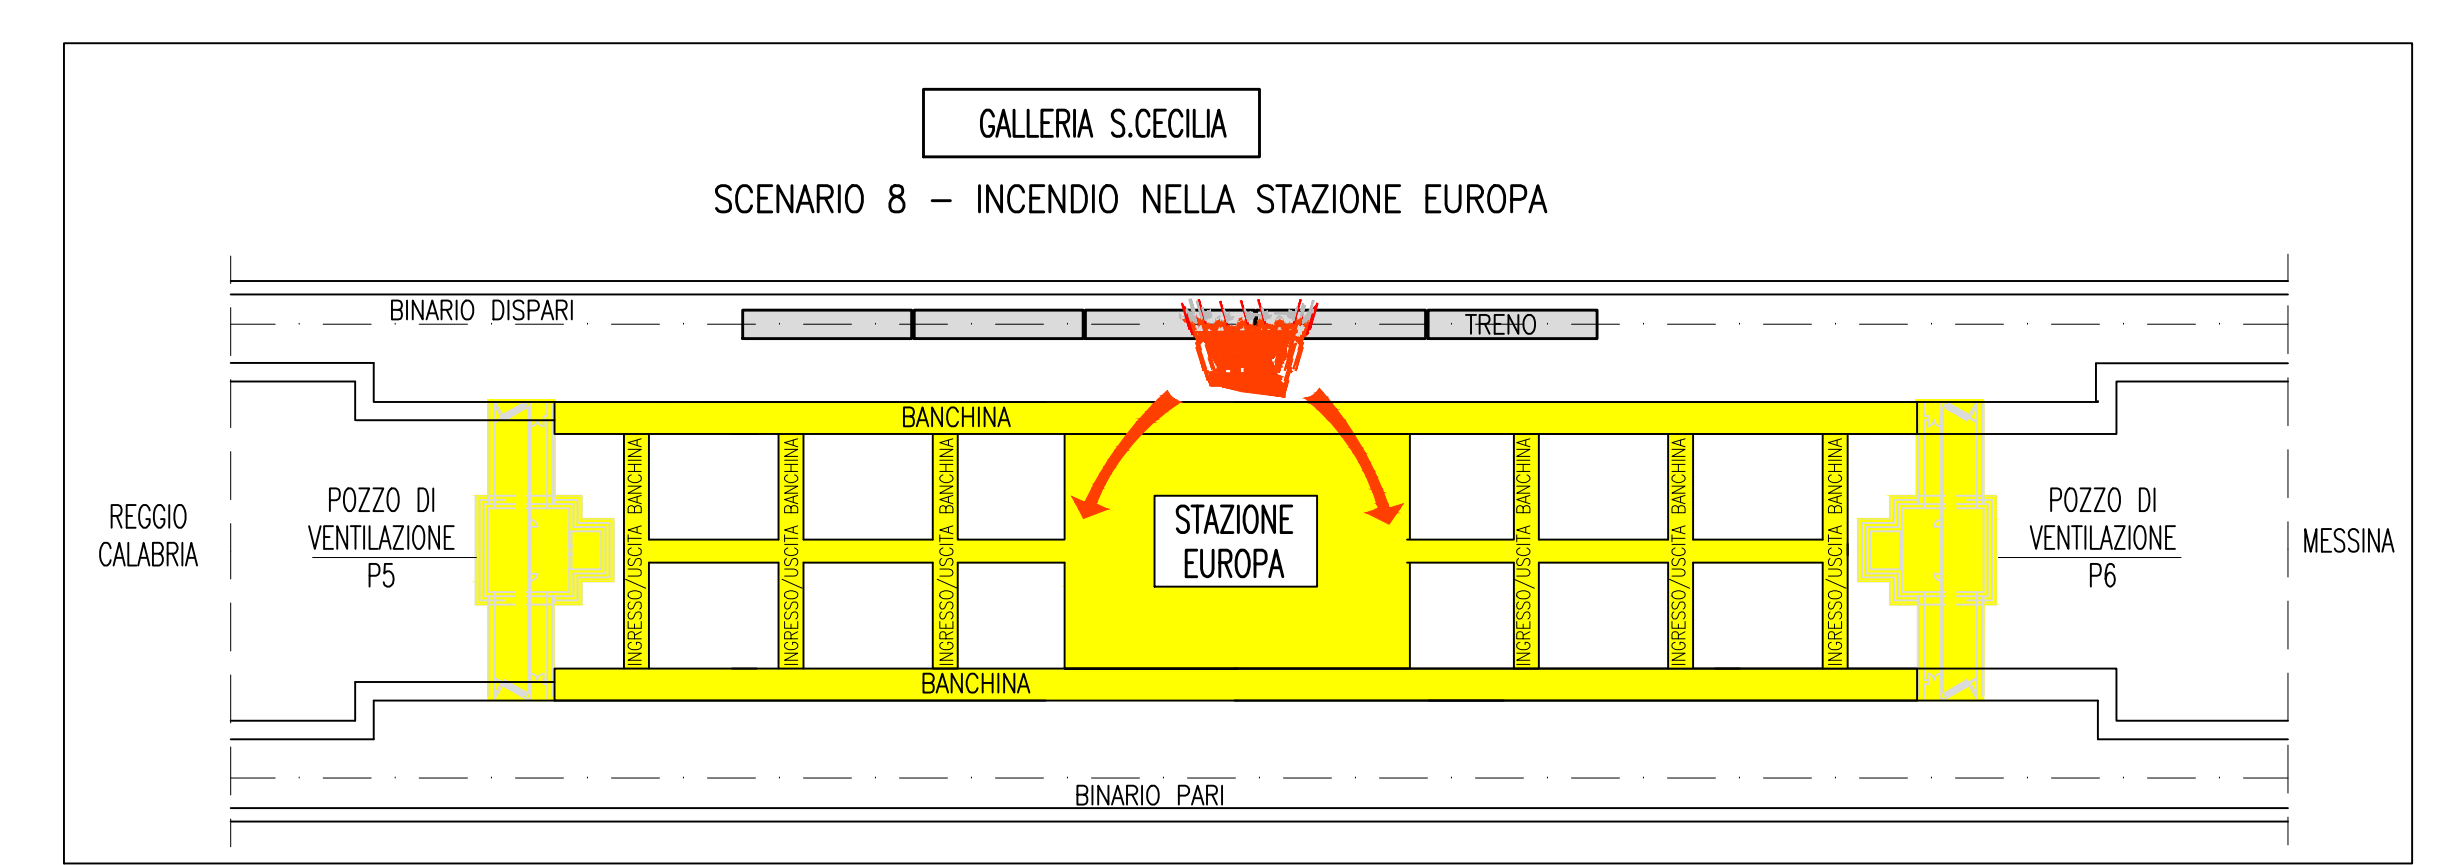 GALLERIA S.CECILIA
SCENARIO 8 – INCENDIO NELLA STAZIONE EUROPA
BINARIO DISPARI
TRENO
BANCHINA
INGRESSO/USCITA BANCHINA
INGRESSO/USCITA BANCHINA
INGRESSO/USCITA BANCHINA
INGRESSO/USCITA BANCHINA
INGRESSO/USCITA BANCHINA
INGRESSO/USCITA BANCHINA
REGGIO
CALABRIA
POZZO DI
VENTILAZIONE
P5
STAZIONE
EUROPA
POZZO DI
VENTILAZIONE
P6
MESSINA
BANCHINA
BINARIO PARI